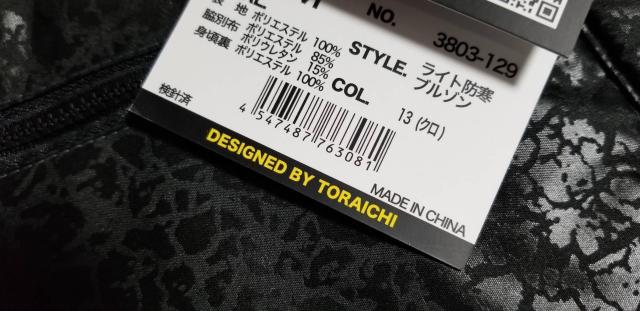 NO. 3803-129
表 地 ポリエステル 100%
脇別布 ポリエステル 85%
ポリウレタン 15%
身頃裏 ポリエステル 100%
STYLE. ライト防寒
ブルゾン
COL. 13 (クロ)
検針済
4 547487 763081
DESIGNED BY TORAICHI
MADE IN CHINA